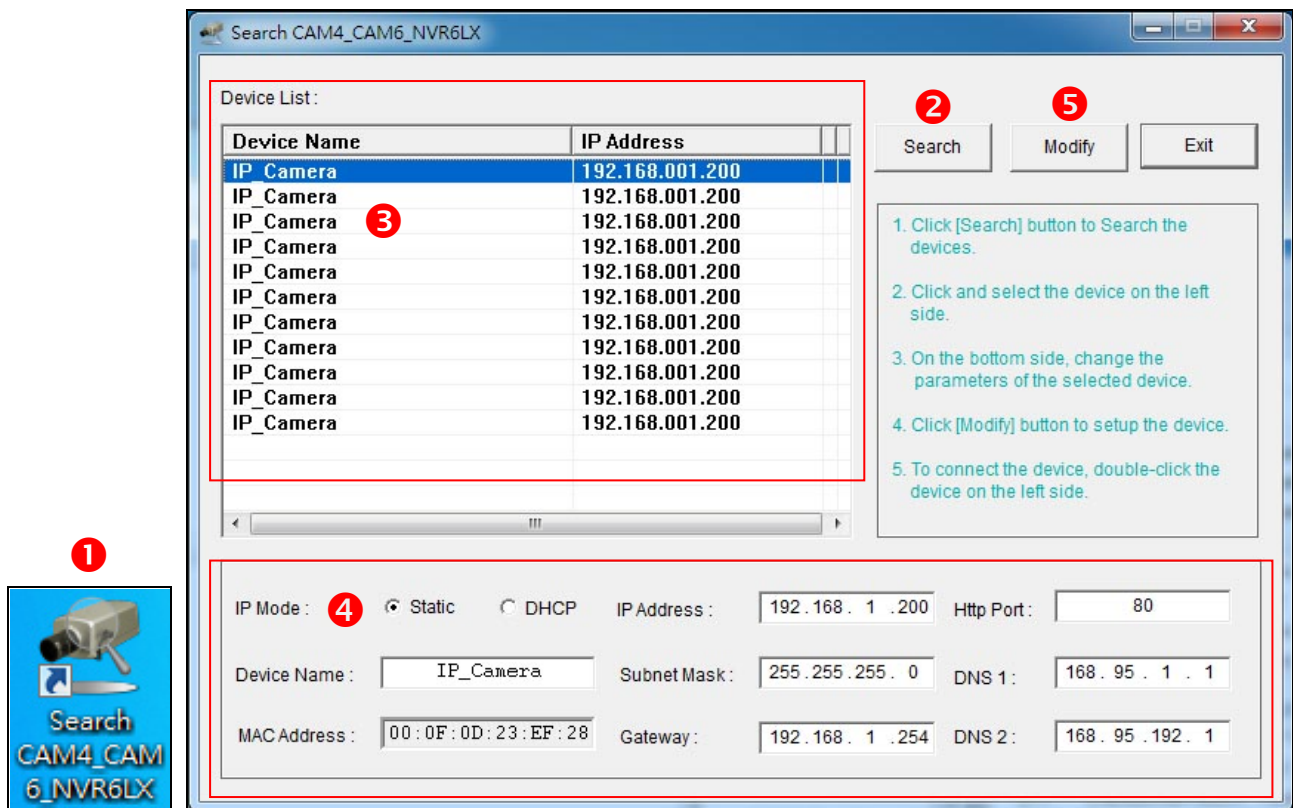 Search CAM4_CAM6_NVR6LX
Device List :
Device Name IP Address
IP_Camera 192.168.001.200
IP_Camera 192.168.001.200
IP_Camera 192.168.001.200
IP_Camera 192.168.001.200
IP_Camera 192.168.001.200
IP_Camera 192.168.001.200
IP_Camera 192.168.001.200
IP_Camera 192.168.001.200
IP_Camera 192.168.001.200
IP_Camera 192.168.001.200
IP_Camera 192.168.001.200
3
2
5
Search Modify Exit
1. Click [Search] button to Search the
devices.
2. Click and select the device on the left
side.
3. On the bottom side, change the
parameters of the selected device.
4. Click [Modify] button to setup the device.
5. To connect the device, double-click the
device on the left side.
1
Search
CAM4_CAM
6_NVR6LX
IP Mode : 4 Static DHCP IP Address : 192.168. 1 .200 Http Port : 80
Device Name : IP_Camera Subnet Mask : 255.255.255. 0 DNS 1 : 168. 95 . 1 . 1
MAC Address : 00:0F:0D:23:EF:28 Gateway : 192.168. 1 .254 DNS 2 : 168. 95 .192. 1